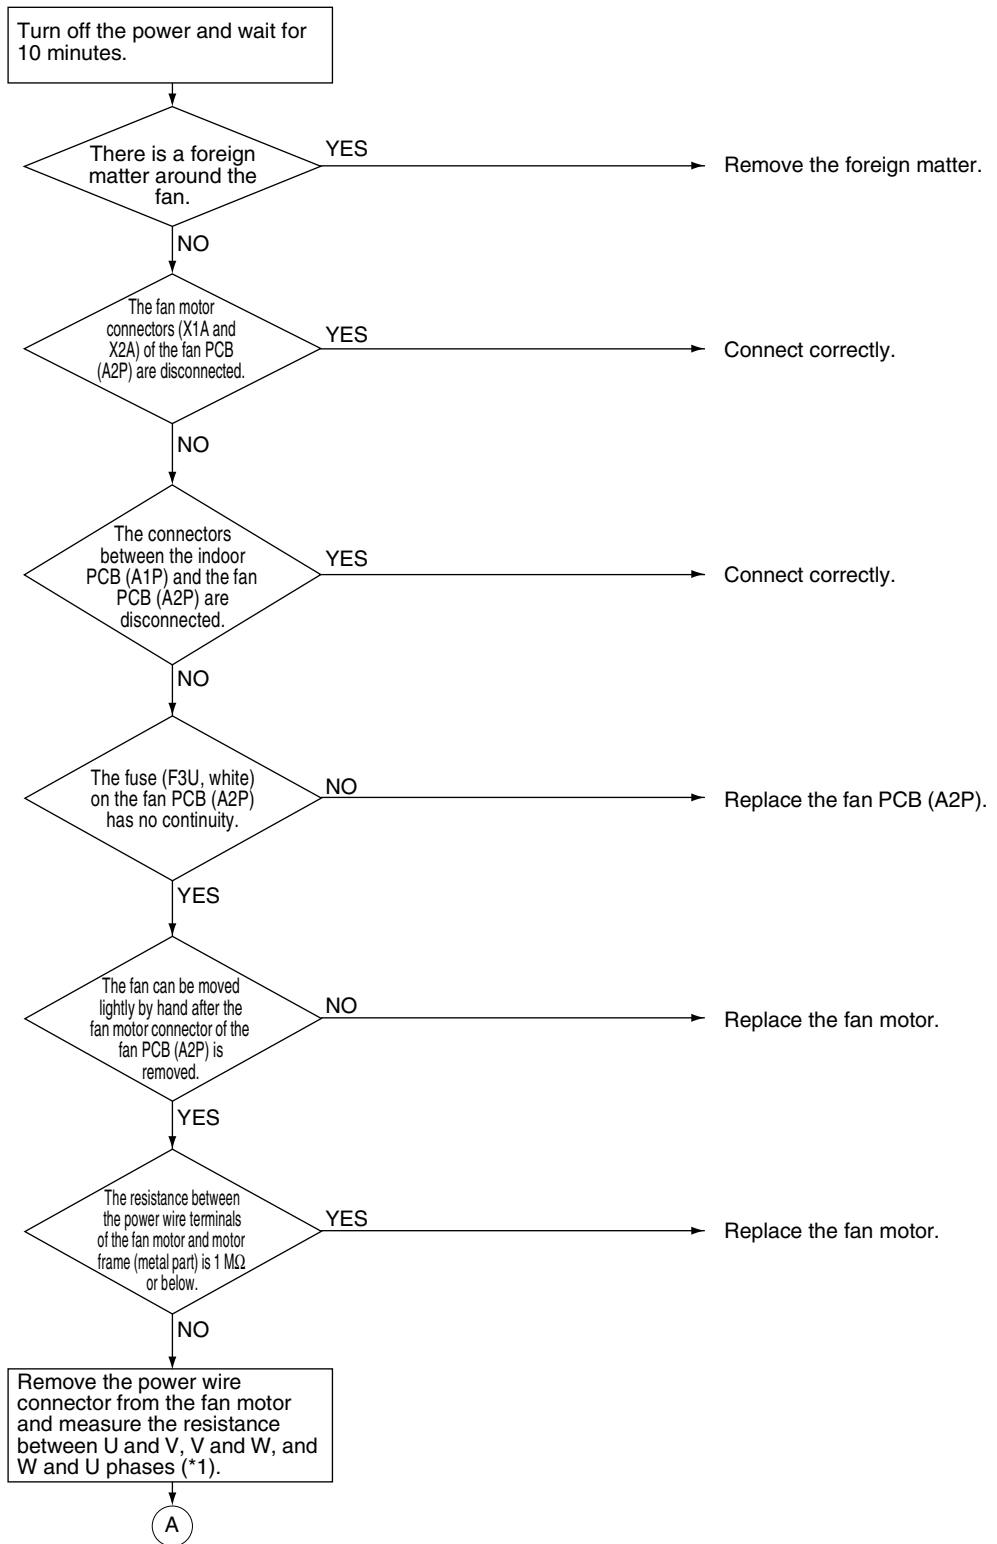 Turn off the power and wait for
10 minutes.
There is a foreign
matter around the
fan.
YES
Remove the foreign matter.
NO
The fan motor
connectors (X1A and
X2A) of the fan PCB
(A2P) are disconnected.
YES
Connect correctly.
NO
The connectors
between the indoor
PCB (A1P) and the fan
PCB (A2P) are
disconnected.
YES
Connect correctly.
NO
The fuse (F3U, white)
on the fan PCB (A2P)
has no continuity.
NO
Replace the fan PCB (A2P).
YES
The fan can be moved
lightly by hand after the
fan motor connector of the
fan PCB (A2P) is
removed.
NO
Replace the fan motor.
YES
The resistance between
the power wire terminals
of the fan motor and motor
frame (metal part) is 1 MΩ
or below.
YES
Replace the fan motor.
NO
Remove the power wire
connector from the fan motor
and measure the resistance
between U and V, V and W, and
W and U phases (*1).
A